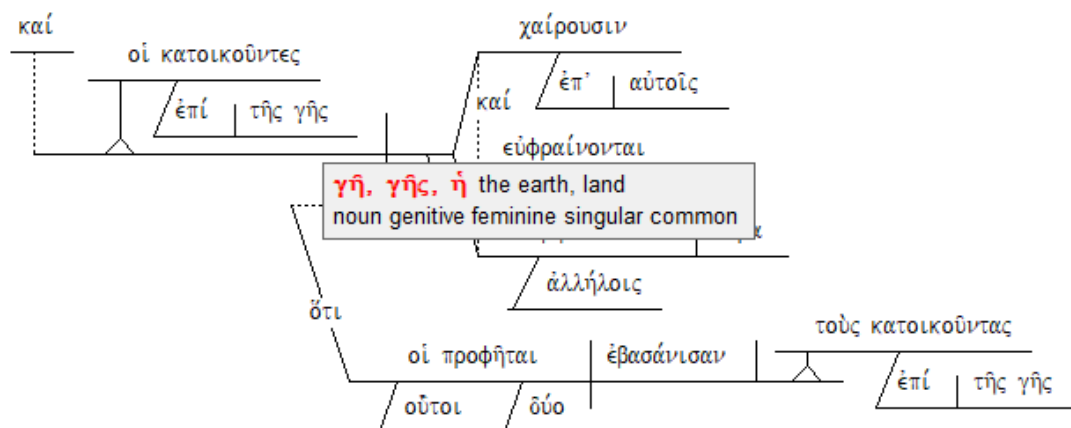 καί
χαίρουσιν
οἱ κατοικοῦντες
ἐπί τῆς γῆς
ἐπ' αὐτοῖς
καί
εὐφραίνονται
γῆ, γῆς, ἡ the earth, land
noun genitive feminine singular common
ἀλλήλοις
ὅτι
οἱ προφῆται ἐβασάνισαν τοὺς κατοικοῦντας
οὗτοι δύο
ἐπί τῆς γῆς